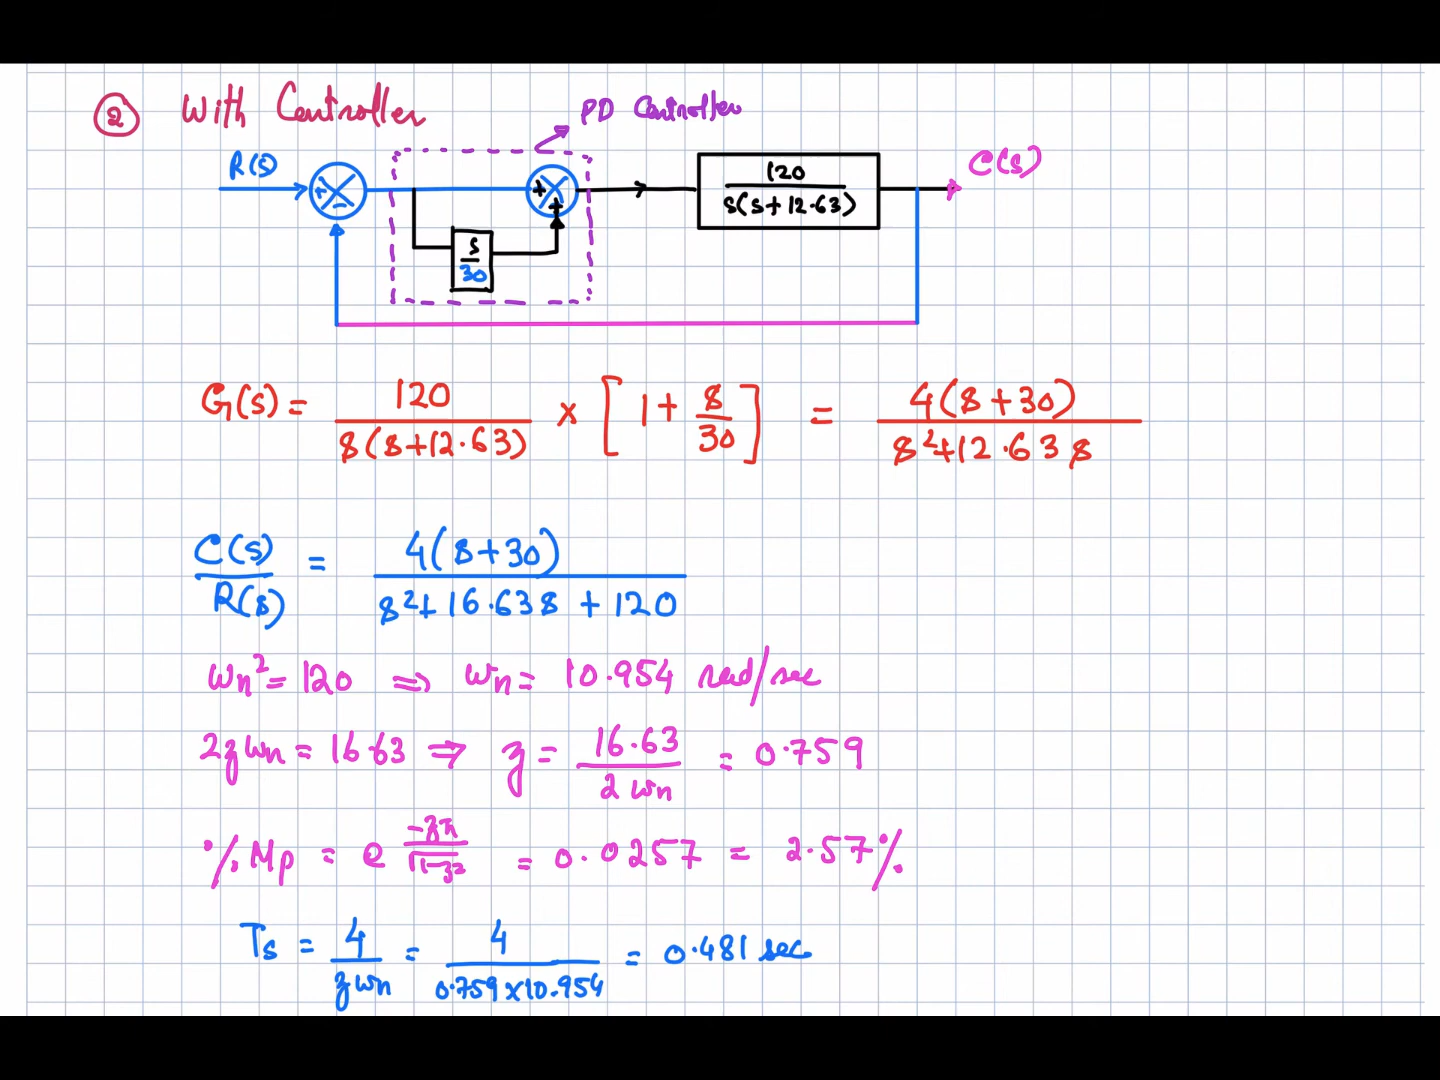 ② With Controller
PD Controller
R(s)
+
-
+
+
s/30
120/s(s+12.63)
C(s)
G(s) = 120/s(s+12.63) × [1 + s/30] = 4(s+30)/s²+12.63s
C(s)/R(s) = 4(s+30)/s²+16.63s+120
ωn² = 120 ⇒ ωn = 10.954 rad/sec
2ζωn = 16.63 ⇒ ζ = 16.63/2ωn = 0.759
%Mp = e^(-ζπ/√1-ζ²) = 0.0257 = 2.57%
Ts = 4/ζωn = 4/0.759×10.954 = 0.481 sec